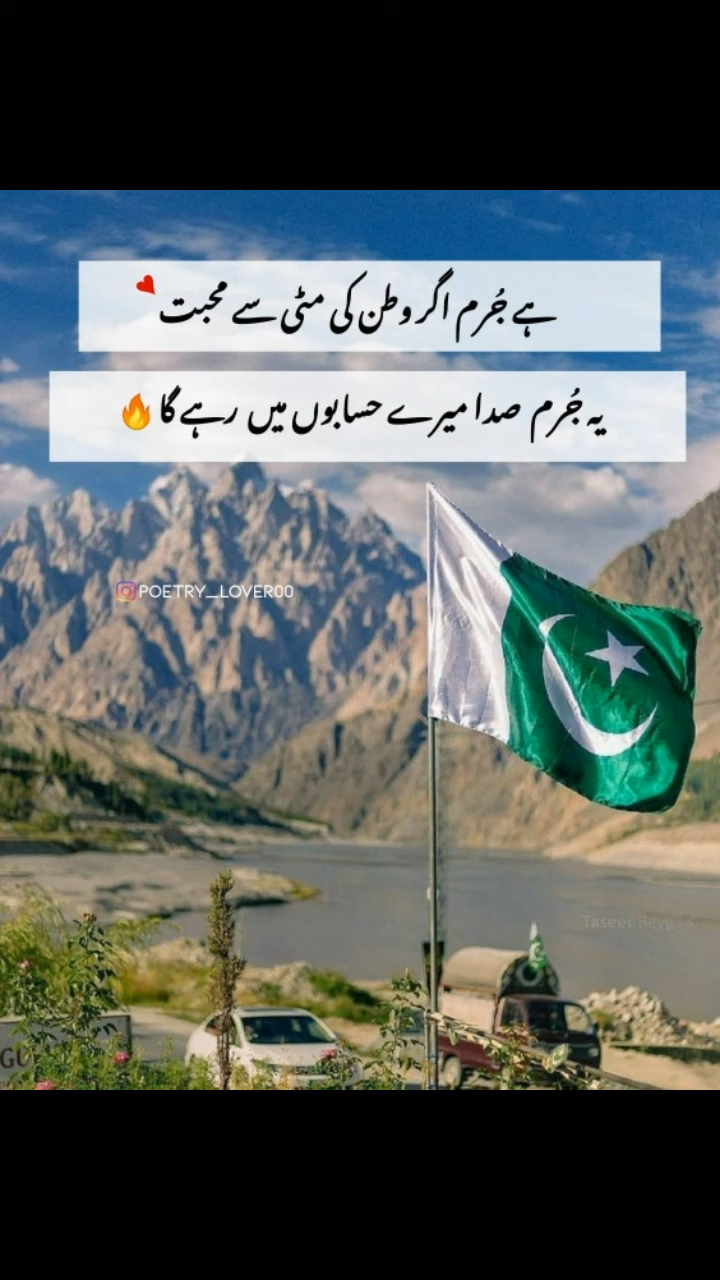 ہے جُرم اگر وطن کی مٹی سے محبت
یہ جُرم صدا میرے حسابوں میں رہے گا
POETRY_LOVER00